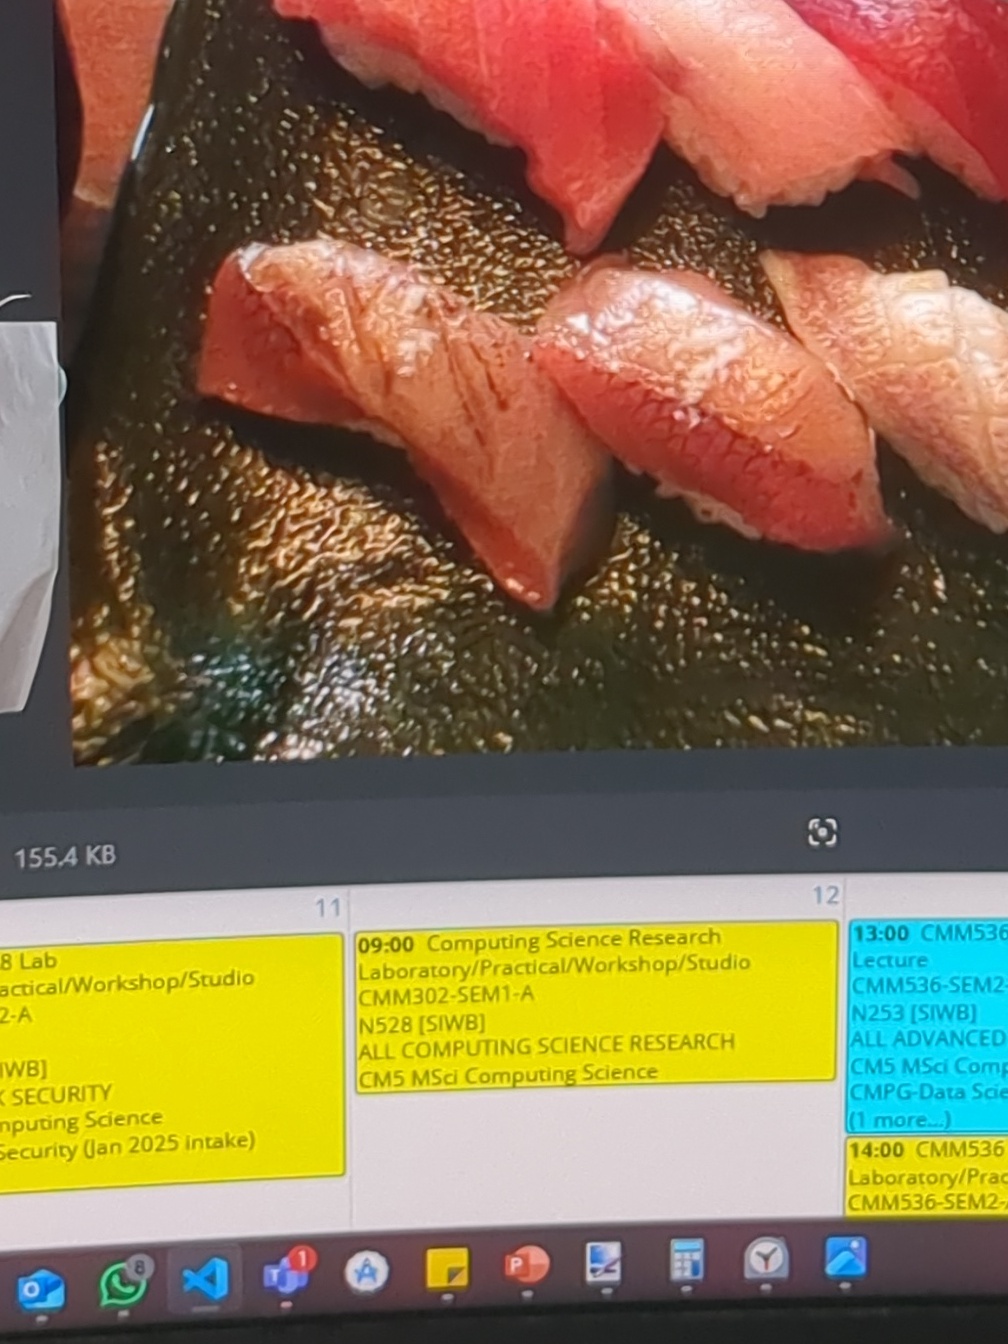 155.4 KB
11
8 Lab
actical/Workshop/Studio
2-A
IWB]
SECURITY
mputing Science
Security (Jan 2025 intake)
12
09:00 Computing Science Research
Laboratory/Practical/Workshop/Studio
CMM302-SEM1-A
N528 [SIWB]
ALL COMPUTING SCIENCE RESEARCH
CM5 MSci Computing Science
13:00 CMM536
Lecture
CMM536-SEM2-
N253 [SIWB]
ALL ADVANCED
CM5 MSci Comp
CMPG-Data Scie
(1 more...)
14:00 CMM536
Laboratory/Prac
CMM536-SEM2-
8
1